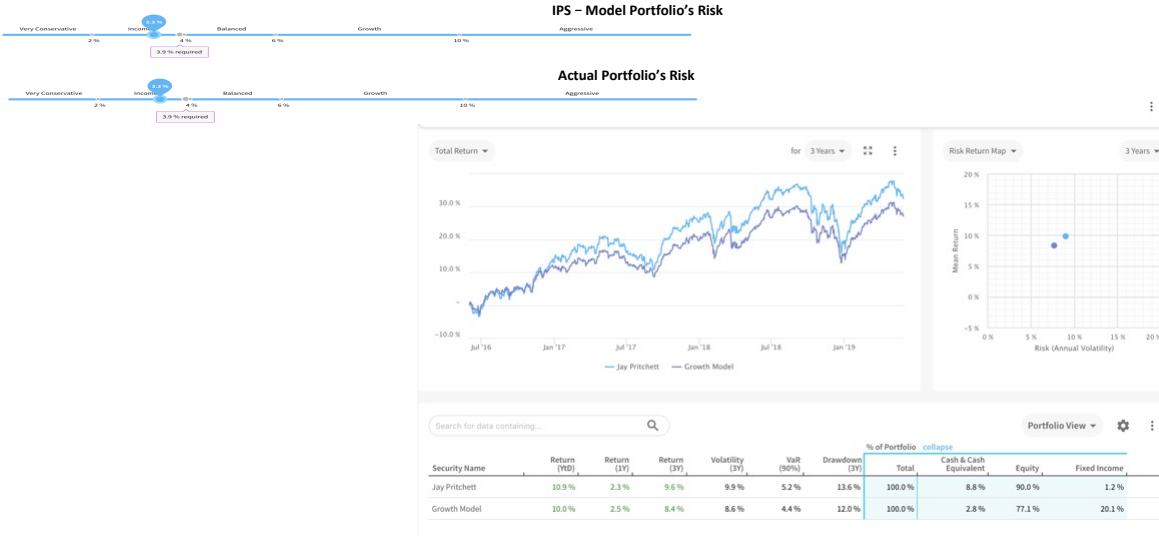 IPS – Model Portfolio's Risk
3.3 %
Very Conservative Income Balanced Growth Aggressive
2 % 4 % 6 % 10 %
3.9 % required
Actual Portfolio's Risk
3.3 %
Very Conservative Income Balanced Growth Aggressive
2 % 4 % 6 % 10 %
3.9 % required
Total Return for 3 Years
30.0 %
20.0 %
10.0 %
–
−10.0 %
Jul '16 Jan '17 Jul '17 Jan '18 Jul '18 Jan '19
Jay Pritchett Growth Model
Risk Return Map 3 Years
20 %
15 %
10 %
5 %
0 %
−5 %
Mean Return
0 % 5 % 10 % 15 % 20 %
Risk (Annual Volatility)
Search for data containing...
Portfolio View
% of Portfolio collapse
Security Name Return (YtD) Return (1Y) Return (3Y) Volatility (3Y) VaR (90%) Drawdown (3Y) Total Cash & Cash Equivalent Equity Fixed Income
Jay Pritchett 10.9 % 2.3 % 9.6 % 9.9 % 5.2 % 13.6 % 100.0 % 8.8 % 90.0 % 1.2 %
Growth Model 10.0 % 2.5 % 8.4 % 8.6 % 4.4 % 12.0 % 100.0 % 2.8 % 77.1 % 20.1 %